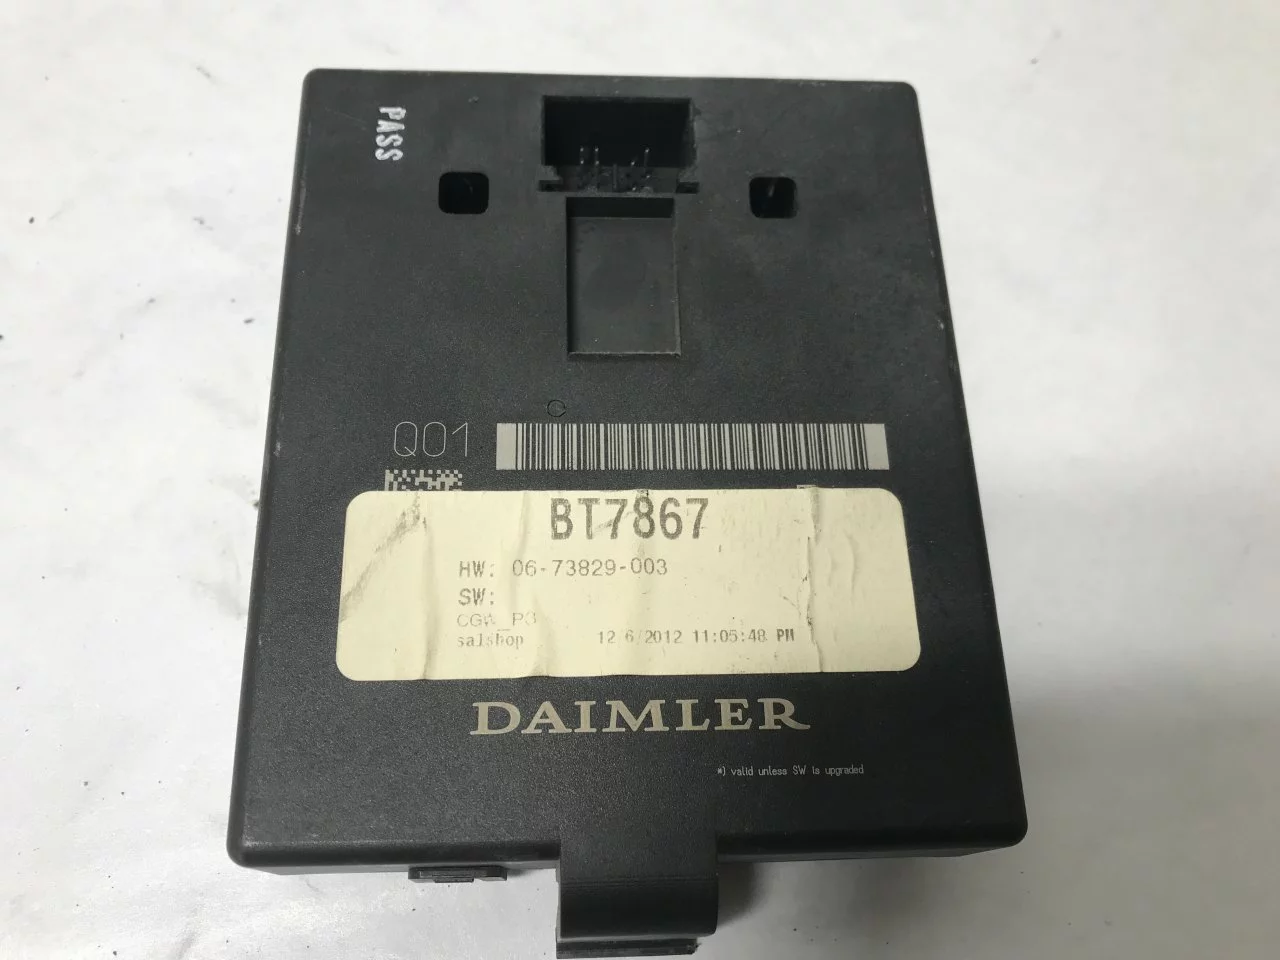 PASS
Q01
BT7867
HW: 06-73829-003
SW:
CGW_P3
salshop 12 6/2012 11:05:48 PM
DAIMLER
*) valid unless SW is upgraded